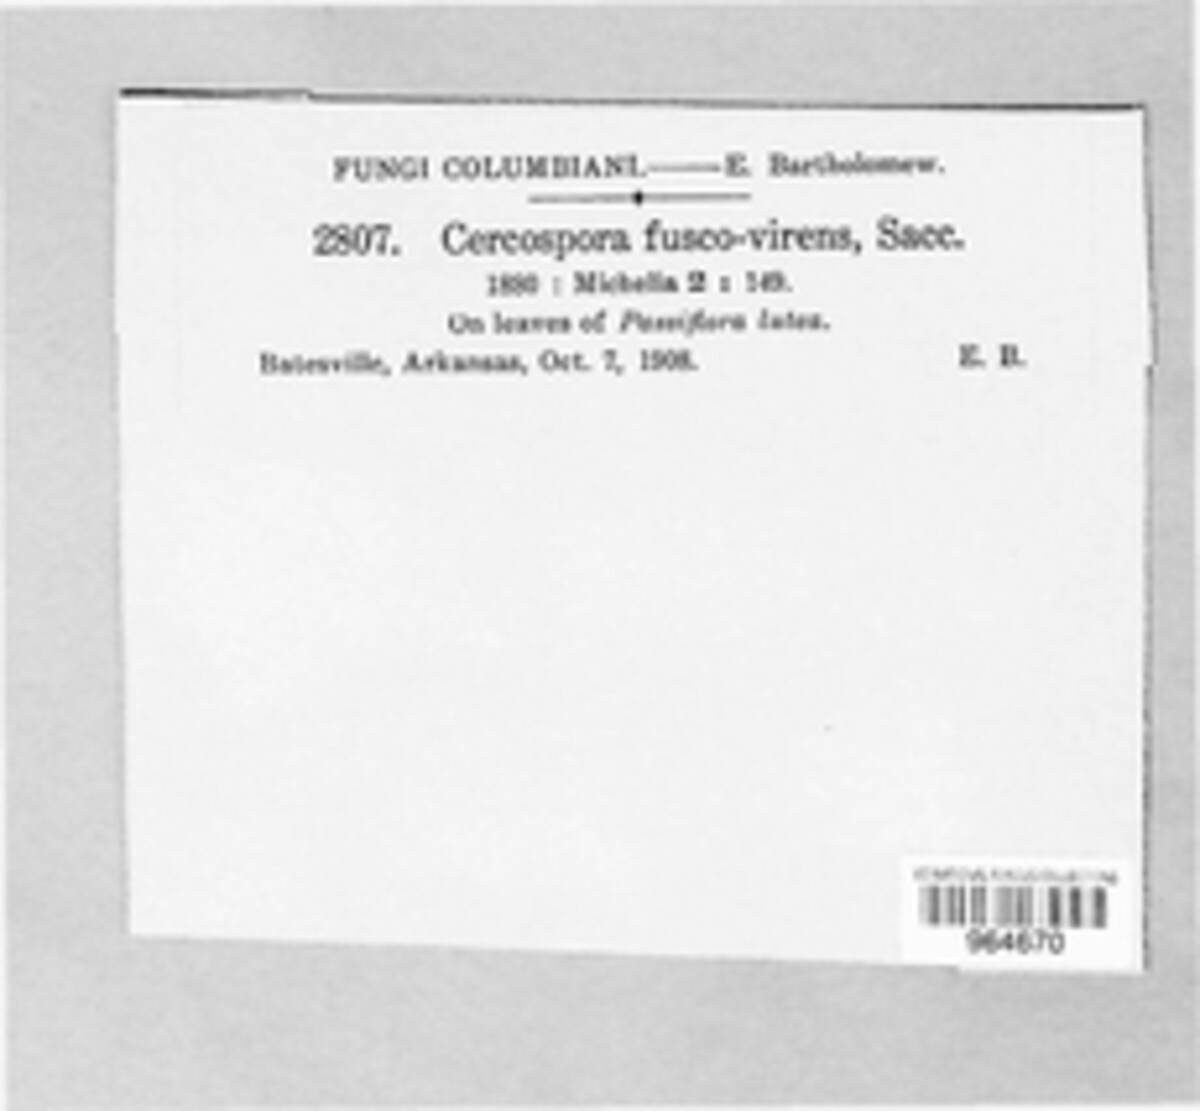 FUNGI COLUMBIANI.——E. Bartholomew.
2807. Cercospora fusco-virens, Sacc.
1880 : Michelia 2 : 149.
On leaves of Passiflora lutea.
Batesville, Arkansas, Oct. 7, 1908. E. B.
964670